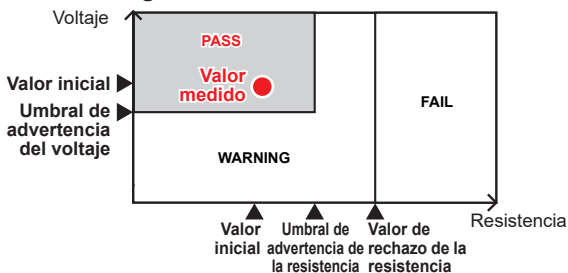 Voltaje
PASS
Valor inicial
Valor
medido
Umbral de
advertencia
del voltaje
FAIL
WARNING
Resistencia
Valor
inicial
Umbral de
advertencia de
la resistencia
Valor de
rechazo de la
resistencia